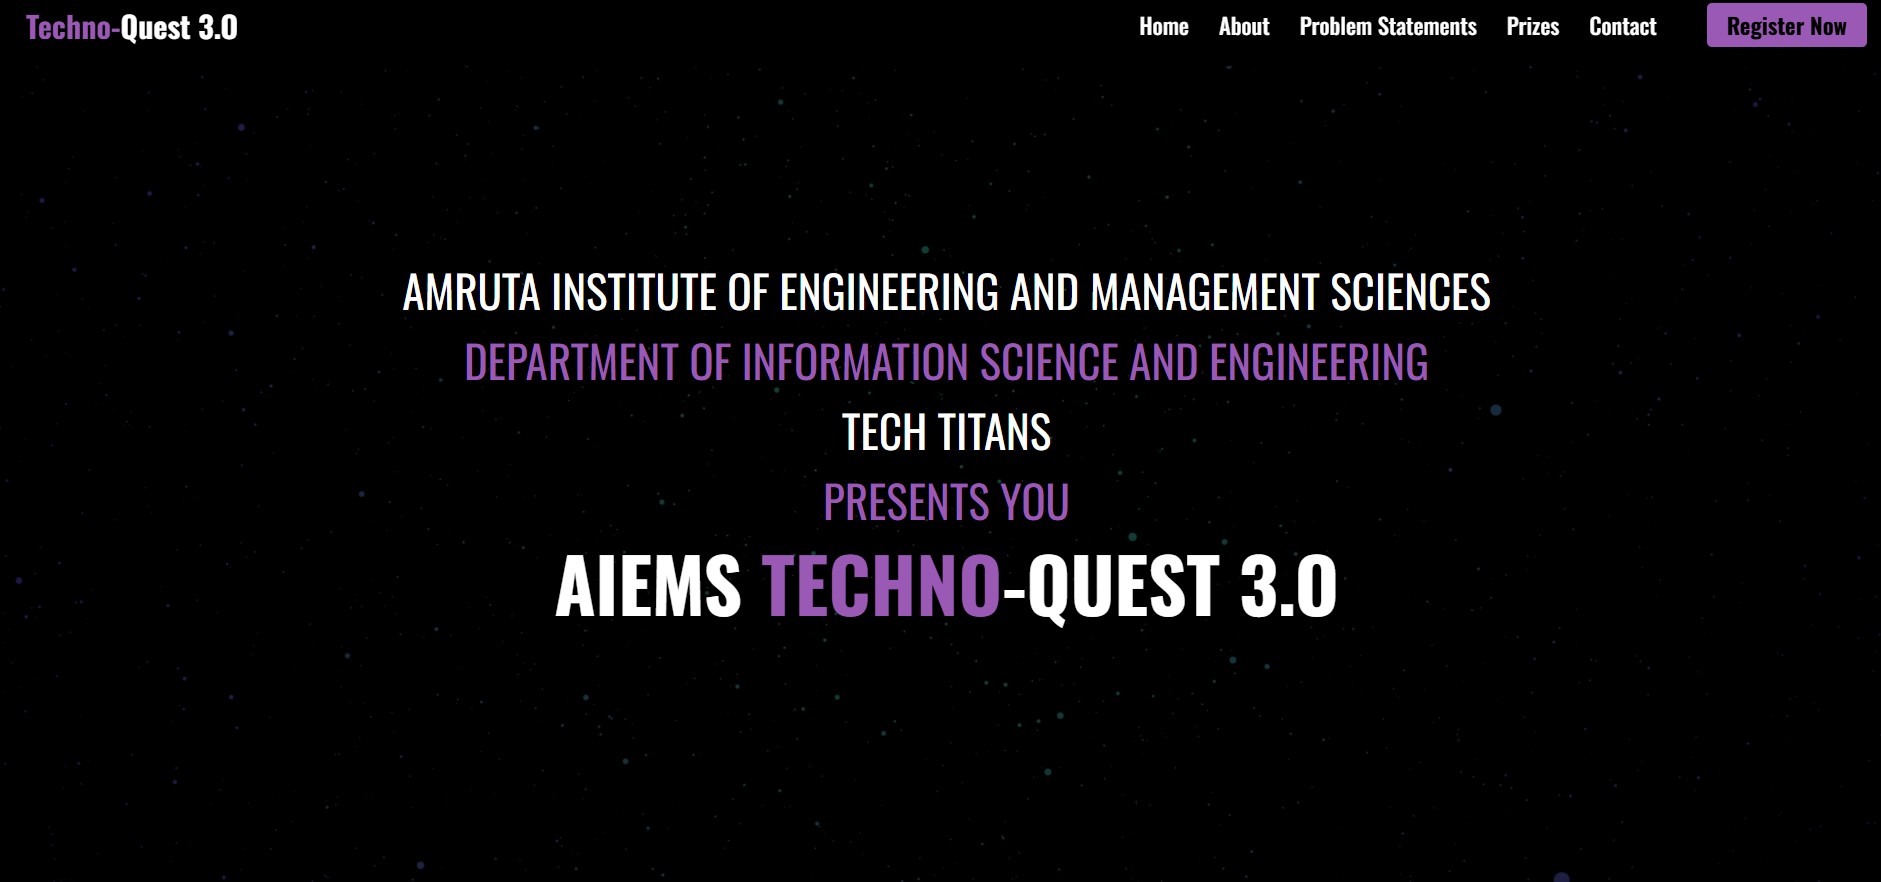 Techno-Quest 3.0
Home About Problem Statements Prizes Contact Register Now
AMRUTA INSTITUTE OF ENGINEERING AND MANAGEMENT SCIENCES
DEPARTMENT OF INFORMATION SCIENCE AND ENGINEERING
TECH TITANS
PRESENTS YOU
AIEMS TECHNO-QUEST 3.0